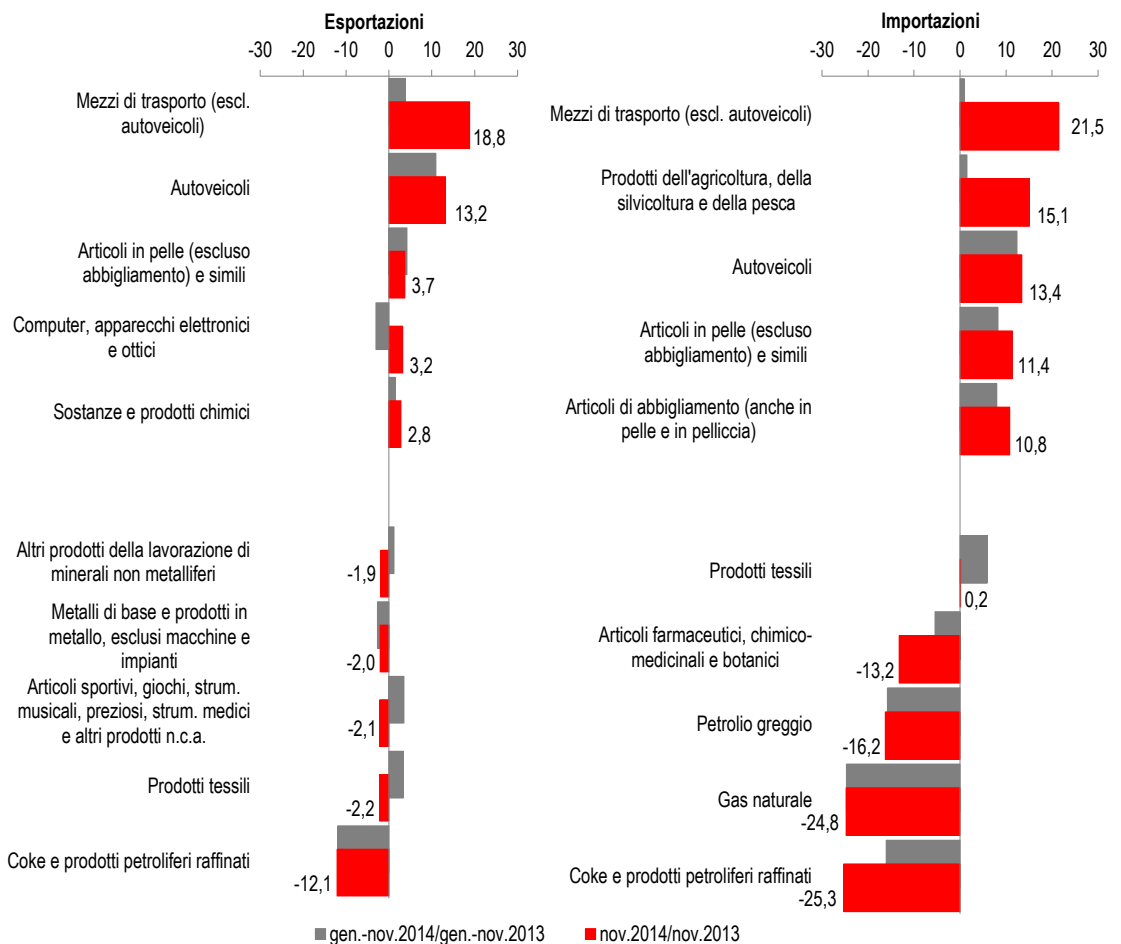 Esportazioni
-30 -20 -10 0 10 20 30
Mezzi di trasporto (escl.
autoveicoli)
18,8
Autoveicoli
13,2
Articoli in pelle (escluso
abbigliamento) e simili
3,7
Computer, apparecchi elettronici
e ottici
3,2
Sostanze e prodotti chimici
2,8
Altri prodotti della lavorazione di
minerali non metalliferi
-1,9
Metalli di base e prodotti in
metallo, esclusi macchine e
impianti
-2,0
Articoli sportivi, giochi, strum.
musicali, preziosi, strum. medici
e altri prodotti n.c.a.
-2,1
Prodotti tessili
-2,2
Coke e prodotti petroliferi raffinati
-12,1
Importazioni
-30 -20 -10 0 10 20 30
Mezzi di trasporto (escl. autoveicoli)
21,5
Prodotti dell'agricoltura, della
silvicoltura e della pesca
15,1
Autoveicoli
13,4
Articoli in pelle (escluso
abbigliamento) e simili
11,4
Articoli di abbigliamento (anche in
pelle e in pelliccia)
10,8
Prodotti tessili
0,2
Articoli farmaceutici, chimico-
medicinali e botanici
-13,2
Petrolio greggio
-16,2
Gas naturale
-24,8
Coke e prodotti petroliferi raffinati
-25,3
gen.-nov.2014/gen.-nov.2013
nov.2014/nov.2013